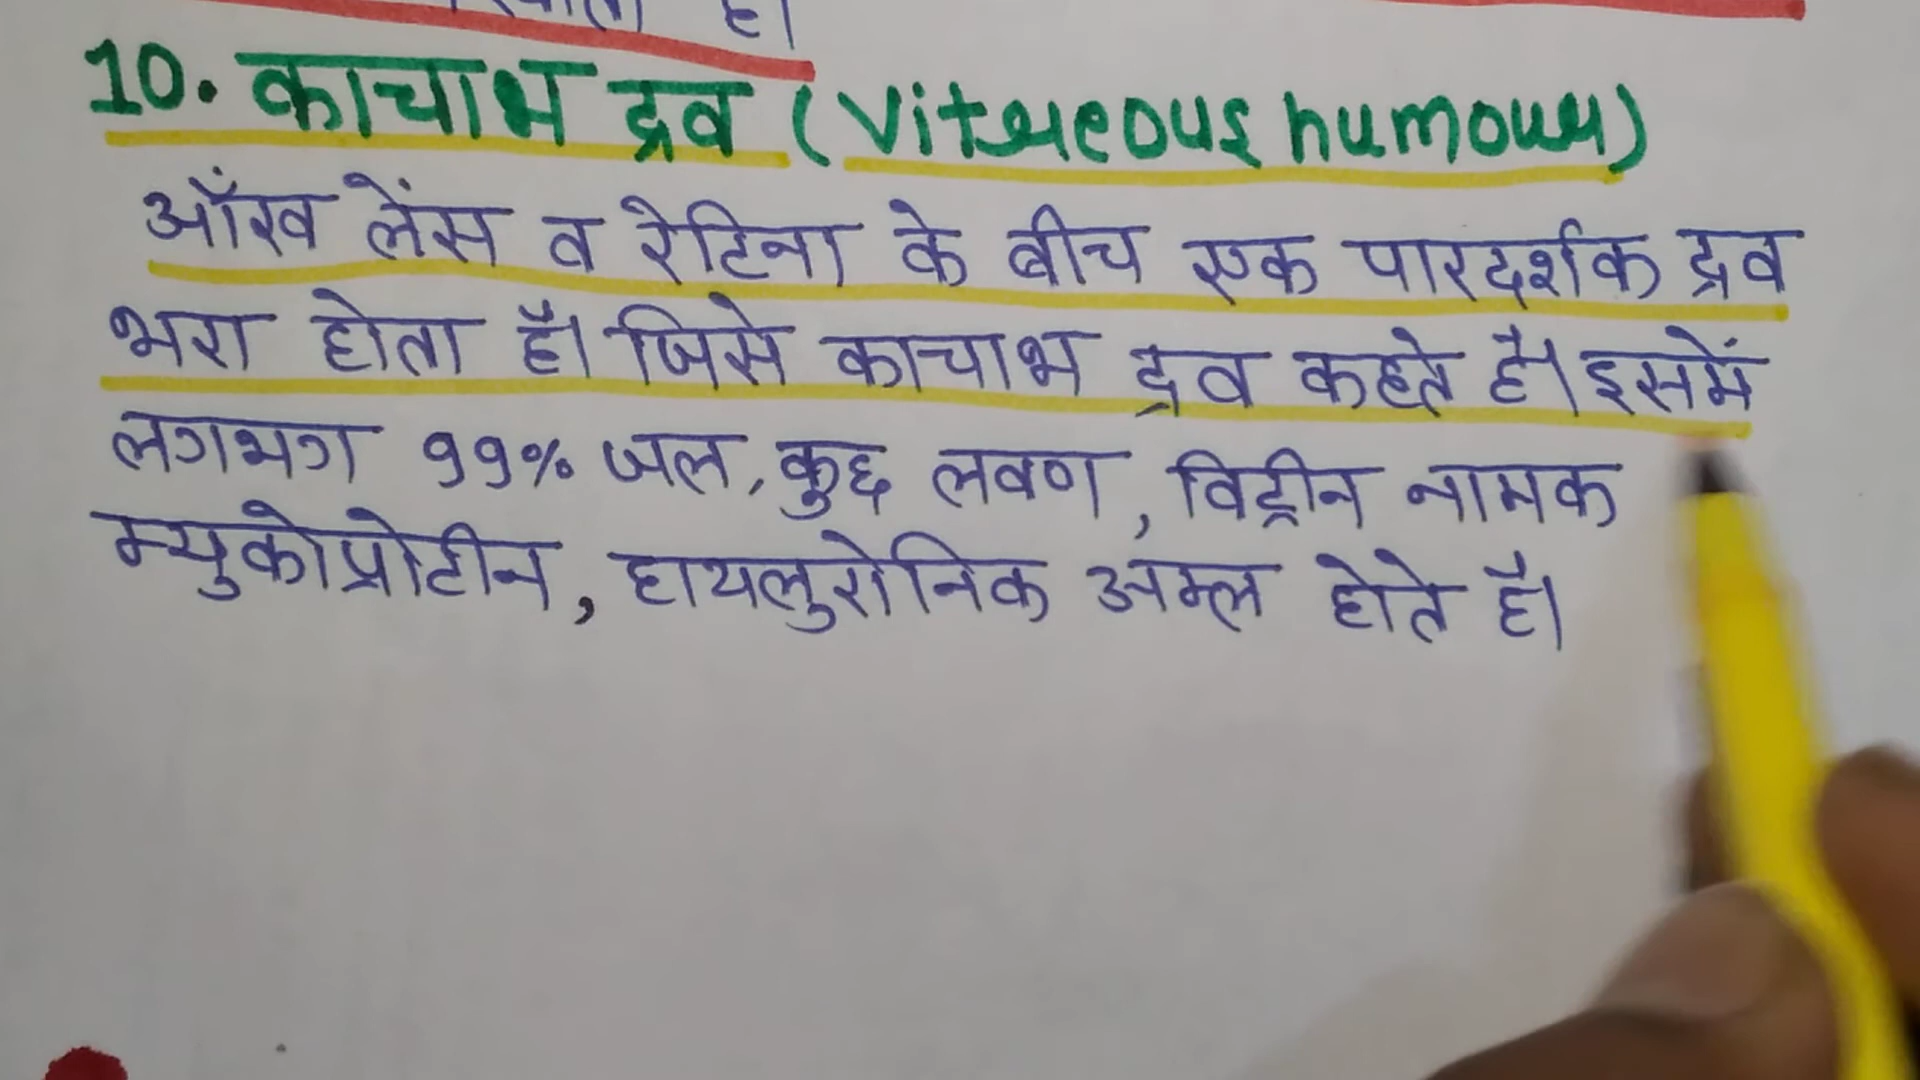 है।
10. काचाभ द्रव (Vitreous humour)
आँख लेंस व रेटिना के बीच एक पारदर्शक द्रव
भरा होता है। जिसे काचाभ द्रव कहते है। इसमें
लगभग 99% जल, कुछ लवण, विट्रीन नामक
म्युकोप्रोटीन, हायलुरोनिक अम्ल होते है।